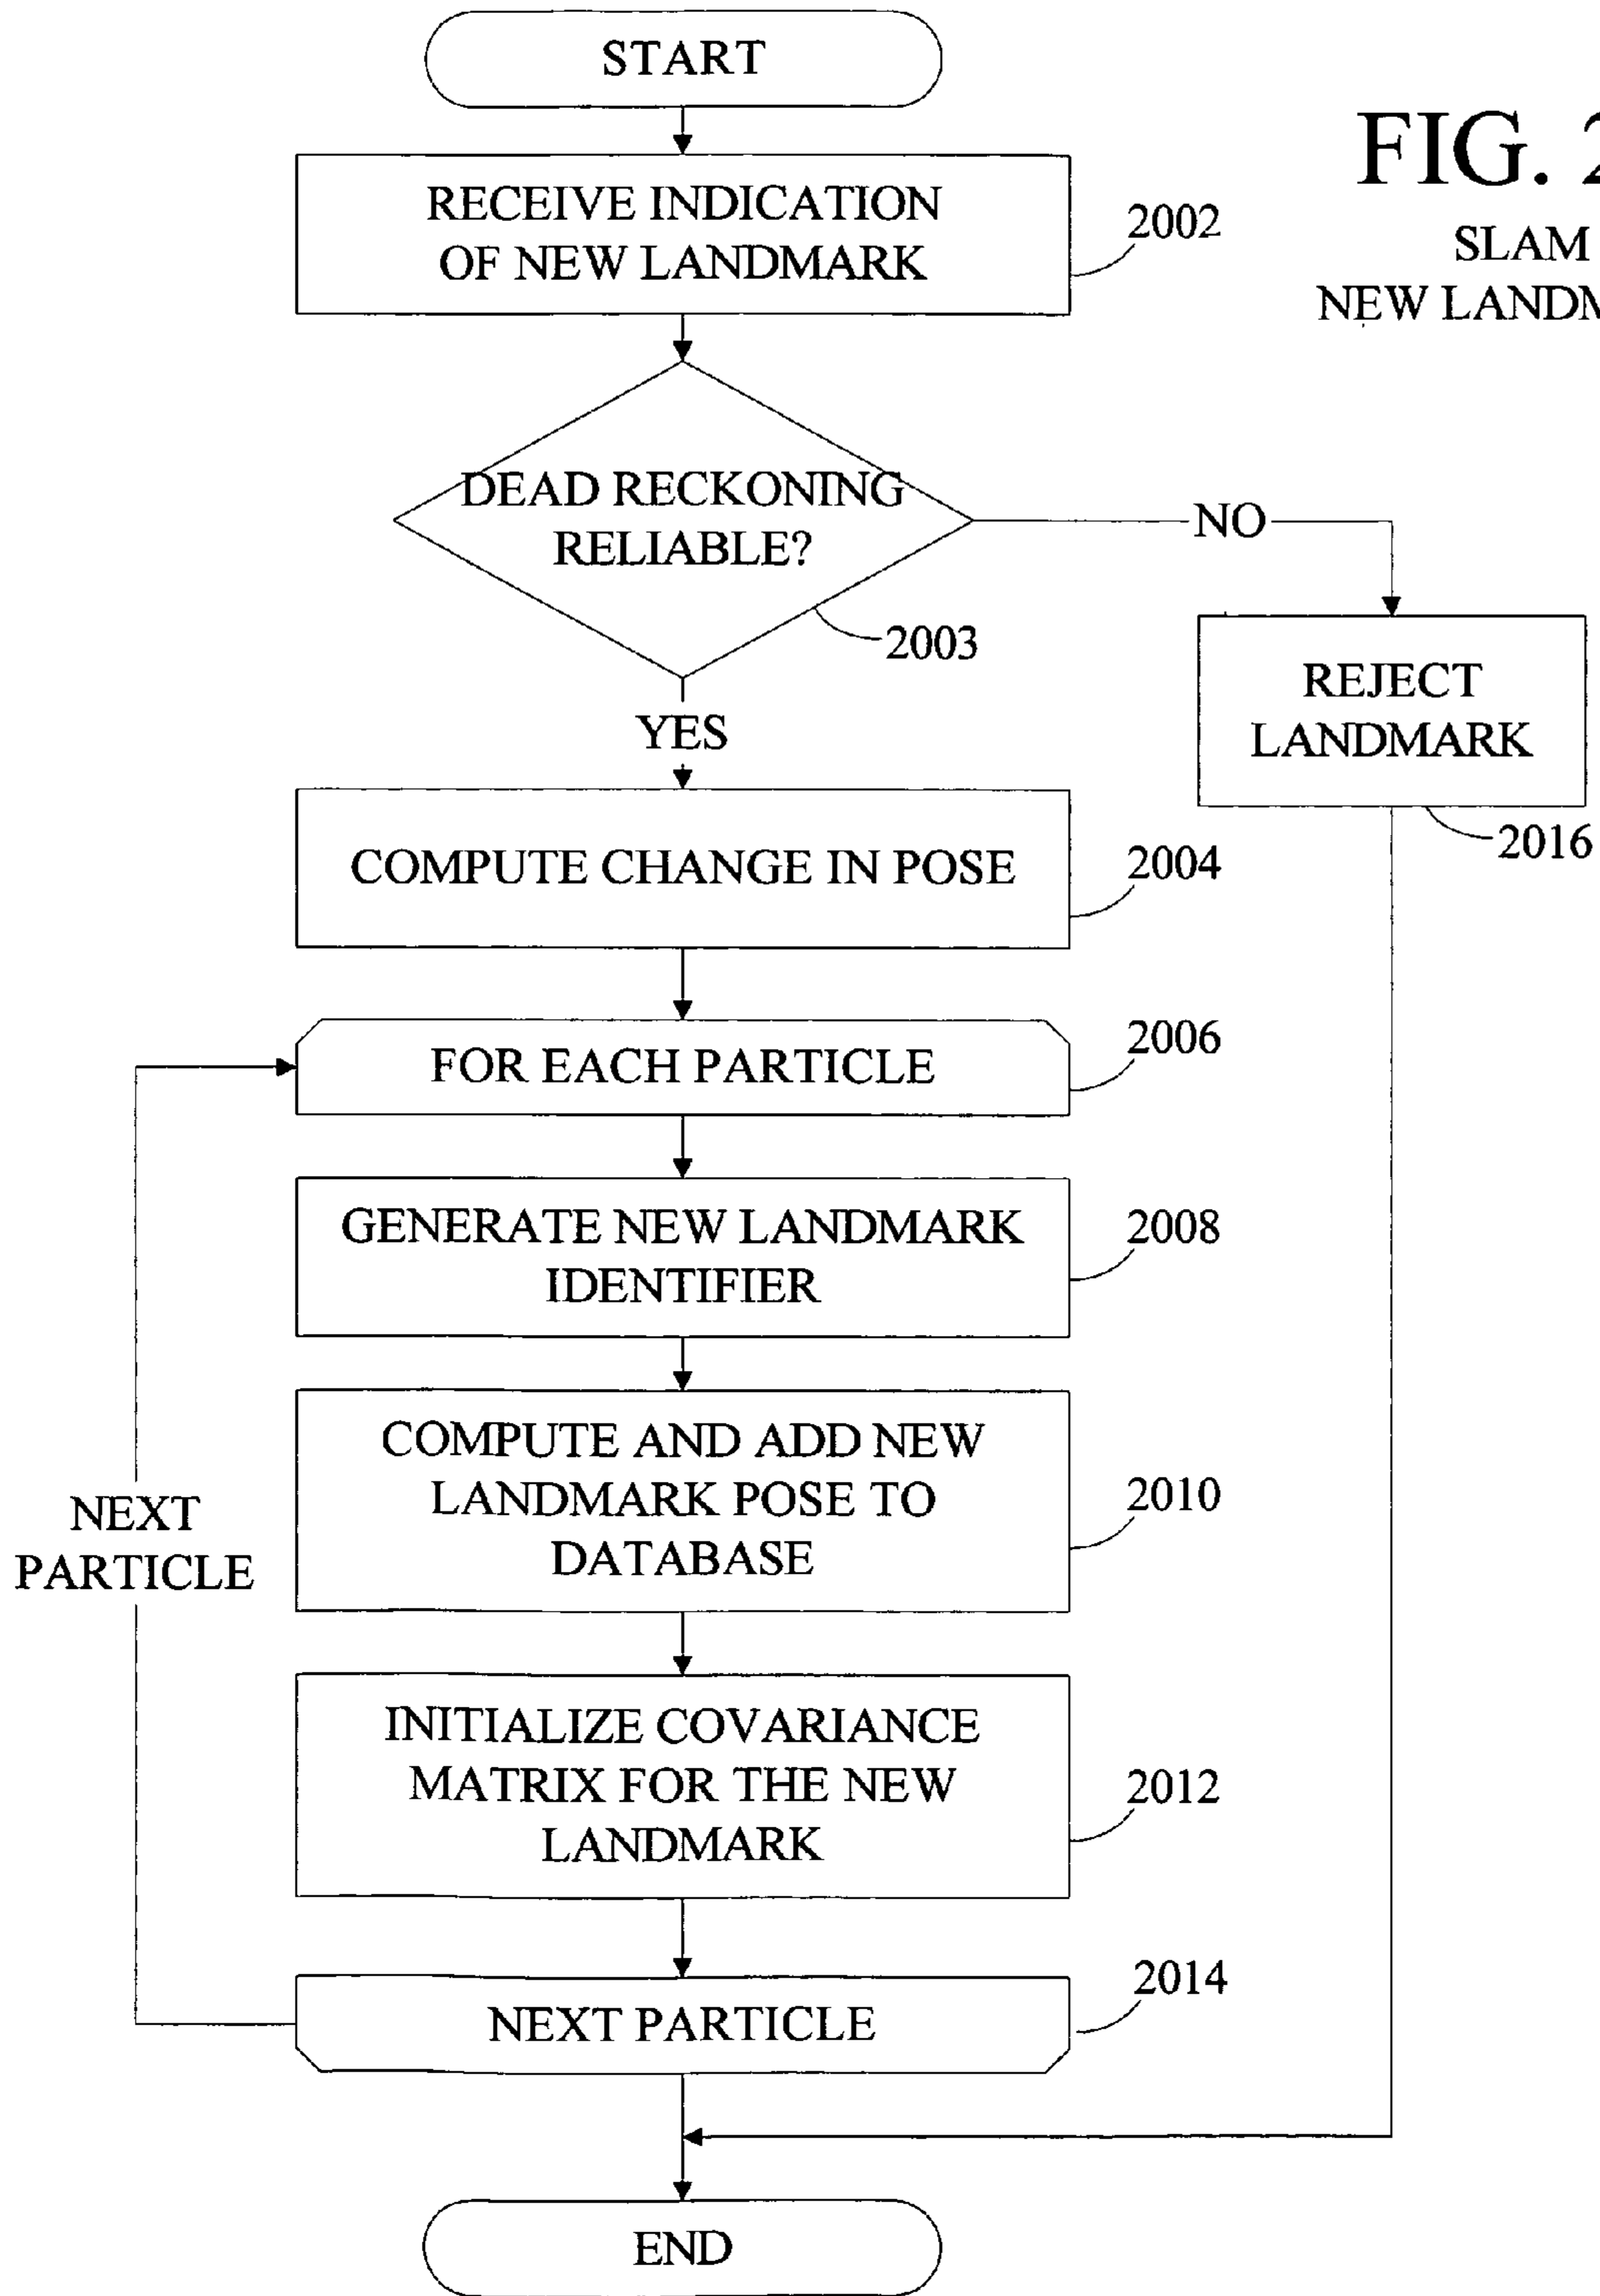 START
FIG. 2
SLAM
NEW LANDM
RECEIVE INDICATION
OF NEW LANDMARK
2002
DEAD RECKONING
RELIABLE?
NO
2003
REJECT
LANDMARK
2016
YES
COMPUTE CHANGE IN POSE
2004
FOR EACH PARTICLE
2006
GENERATE NEW LANDMARK
IDENTIFIER
2008
COMPUTE AND ADD NEW
LANDMARK POSE TO
DATABASE
2010
NEXT
PARTICLE
INITIALIZE COVARIANCE
MATRIX FOR THE NEW
LANDMARK
2012
NEXT PARTICLE
2014
END